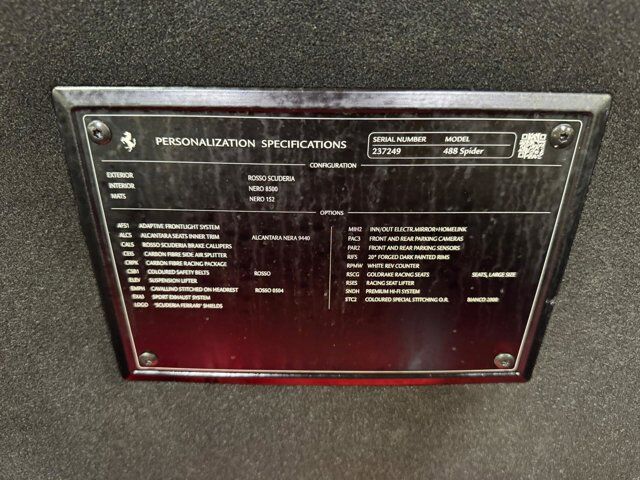 PERSONALIZATION SPECIFICATIONS
SERIAL NUMBER MODEL
237249 488 Spider
CONFIGURATION
EXTERIOR ROSSO SCUDERIA
INTERIOR NERO 8500
MATS NERO 152
OPTIONS
AFS1 ADAPTIVE FRONTLIGHT SYSTEM
ALCS ALCANTARA SEATS INNER TRIM ALCANTARA NERA 9440
CALS ROSSO SCUDERIA BRAKE CALLIPERS
CEIS CARBON FIBRE SIDE AIR SPLITTER
CRPK CARBON FIBRE RACING PACKAGE
CSB1 COLOURED SAFETY BELTS ROSSO
ELEV SUSPENSION LIFTER
EMPH CAVALLINO STITCHED ON HEADREST ROSSO 0504
EXAS SPORT EXHAUST SYSTEM
LOGO "SCUDERIA FERRARI" SHIELDS
MIH2 INN/OUT ELECTR.MIRROR+HOMELINK
PAC3 FRONT AND REAR PARKING CAMERAS
PAR2 FRONT AND REAR PARKING SENSORS
RIFS 20" FORGED DARK PAINTED RIMS
RPMW WHITE REV COUNTER
RSCG GOLDRAKE RACING SEATS SEATS, LARGE SIZE
RSES RACING SEAT LIFTER
SNDH PREMIUM HI-FI SYSTEM
STC2 COLOURED SPECIAL STITCHING O.R. BIANCO